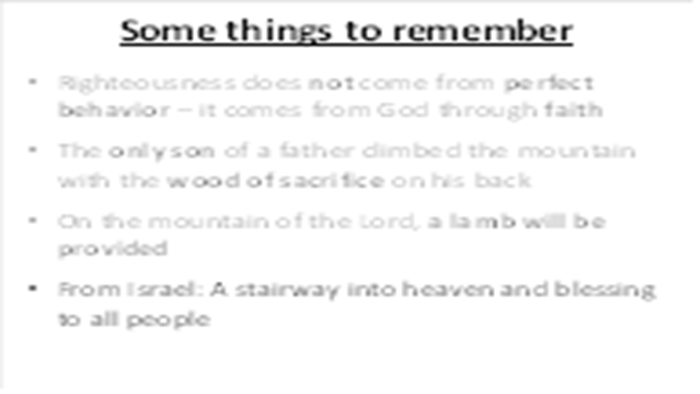 Some things to remember
• Righteousness does not come from perfect
behavior – it comes from God through faith
• The only son of a father climbed the mountain
with the wood of sacrifice on his back
• On the mountain of the Lord, a lamb will be
provided
• From Israel: A stairway into heaven and blessing
to all people